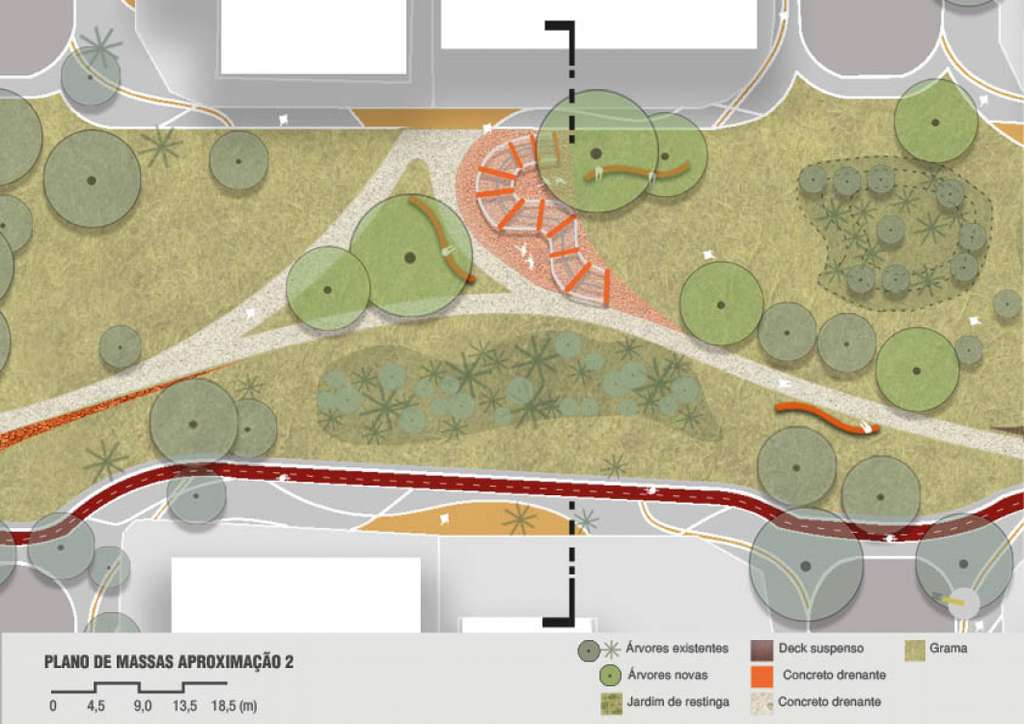 PLANO DE MASSAS APROXIMAÇÃO 2
0 4,5 9,0 13,5 18,5 (m)
Árvores existentes
Árvores novas
Jardim de restinga
Deck suspenso
Concreto drenante
Concreto drenante
Grama